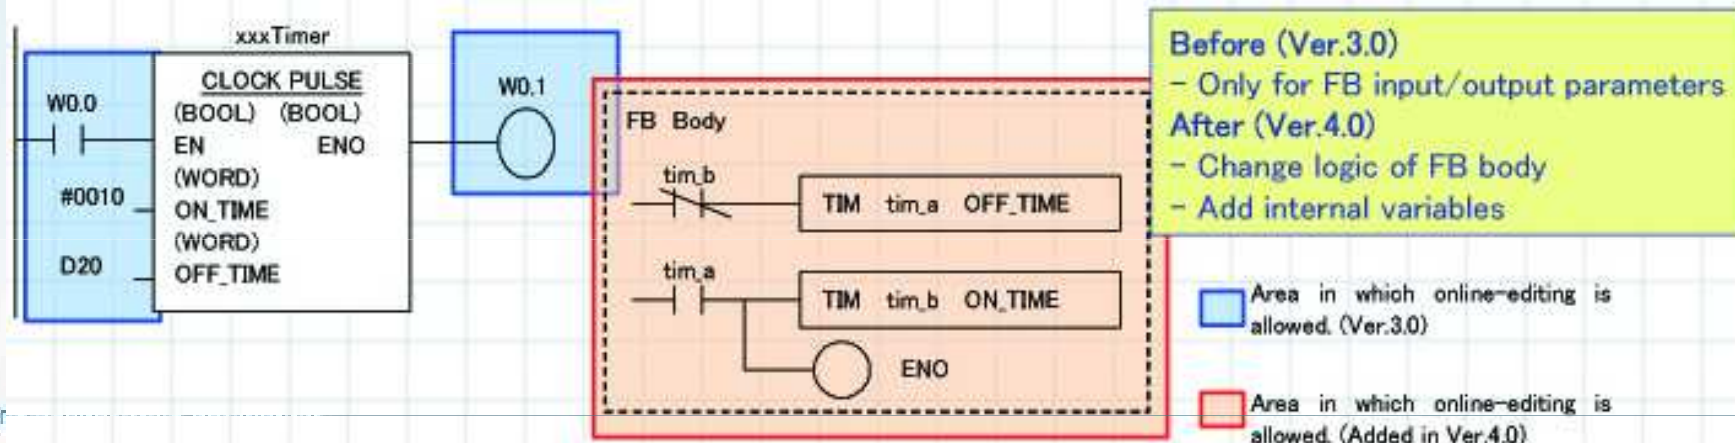 xxxTimer
CLOCK PULSE
W0.0
(BOOL) (BOOL)
EN ENO
(WORD)
#0010
ON_TIME
(WORD)
D20
OFF_TIME
W0.1
FB Body
tim_b
TIM tim_a OFF_TIME
tim_a
TIM tim_b ON_TIME
ENO
Before (Ver.3.0)
- Only for FB input/output parameters
After (Ver.4.0)
- Change logic of FB body
- Add internal variables
Area in which online-editing is
allowed. (Ver.3.0)
Area in which online-editing is
allowed. (Added in Ver.4.0)